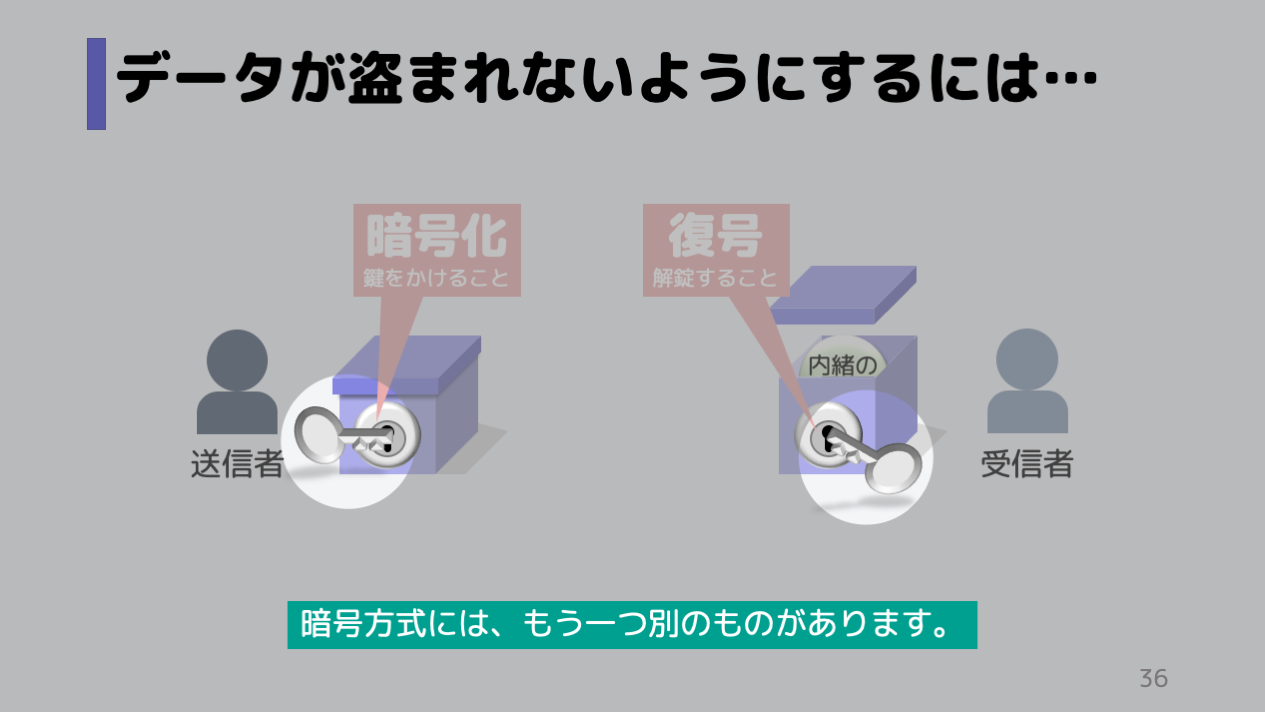 データが盗まれないようにするには…
暗号化
鍵をかけること
復号
解錠すること
内緒の
送信者
受信者
暗号方式には、もう一つ別のものがあります。
36